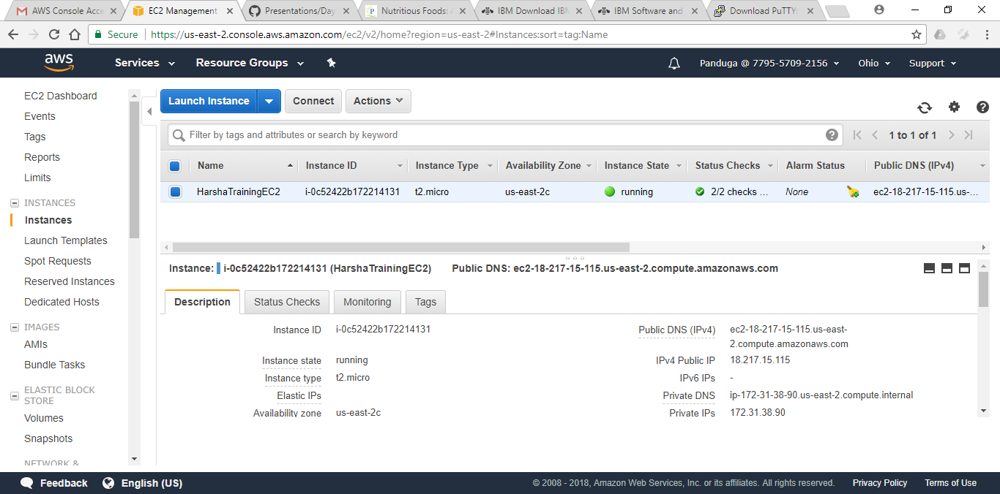 AWS Console Acce
EC2 Management
Presentations/Day
Nutritious Foods: A
IBM Download IBM
IBM Software and
Download PuTTY:
Secure
https://us-east-2.console.aws.amazon.com/ec2/v2/home?region=us-east-2#Instances:sort=tag:Name
aws
Services
Resource Groups
Panduga @ 7795-5709-2156
Ohio
Support
EC2 Dashboard
Events
Tags
Reports
Limits
INSTANCES
Instances
Launch Templates
Spot Requests
Reserved Instances
Dedicated Hosts
IMAGES
AMIs
Bundle Tasks
ELASTIC BLOCK
STORE
Volumes
Snapshots
NETWORK &
Launch Instance
Connect
Actions
Filter by tags and attributes or search by keyword
1 to 1 of 1
Name Instance ID Instance Type Availability Zone Instance State Status Checks Alarm Status Public DNS (IPv4)
HarshaTrainingEC2 i-0c52422b172214131 t2.micro us-east-2c running 2/2 checks ... None ec2-18-217-15-115.us-...
Instance: i-0c52422b172214131 (HarshaTrainingEC2) Public DNS: ec2-18-217-15-115.us-east-2.compute.amazonaws.com
Description Status Checks Monitoring Tags
Instance ID i-0c52422b172214131
Instance state running
Instance type t2.micro
Elastic IPs
Availability zone us-east-2c
Public DNS (IPv4) ec2-18-217-15-115.us-east-
2.compute.amazonaws.com
IPv4 Public IP 18.217.15.115
IPv6 IPs -
Private DNS ip-172-31-38-90.us-east-2.compute.internal
Private IPs 172.31.38.90
Feedback
English (US)
© 2008 - 2018, Amazon Web Services, Inc. or its affiliates. All rights reserved.
Privacy Policy
Terms of Use